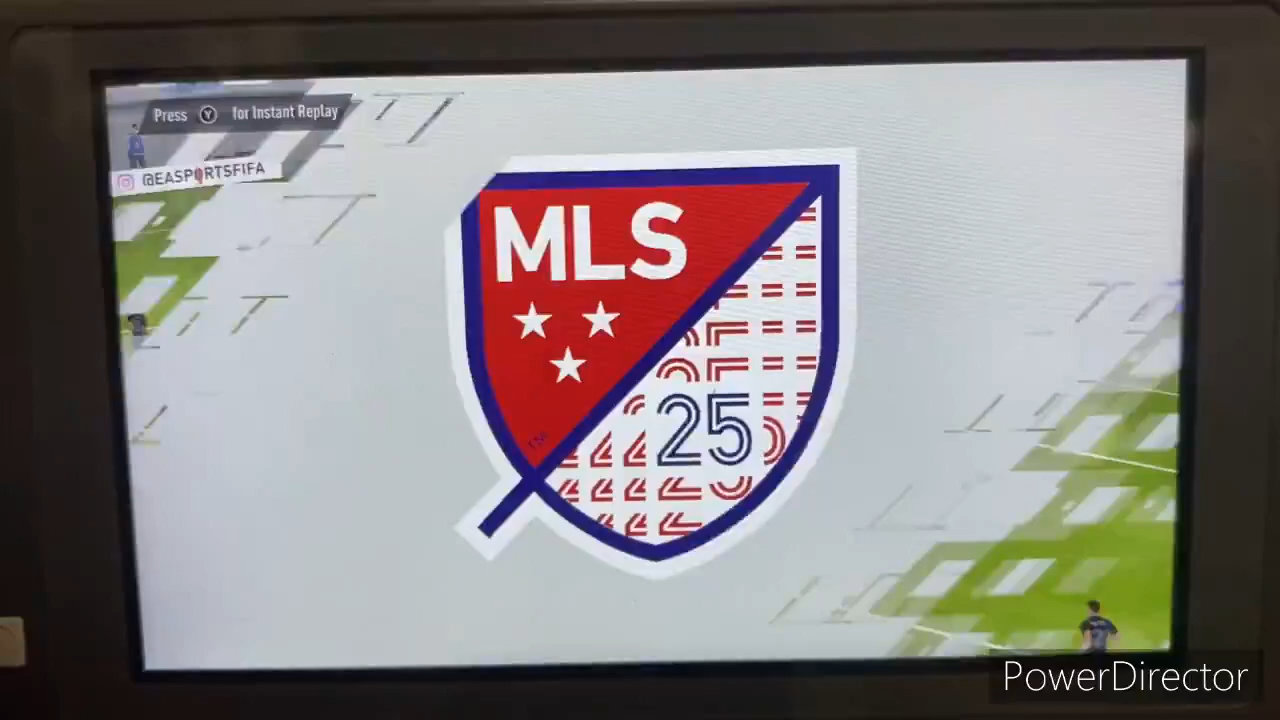 Press Y for Instant Replay
@EASPORTSFIFA
MLS
25
PowerDirector